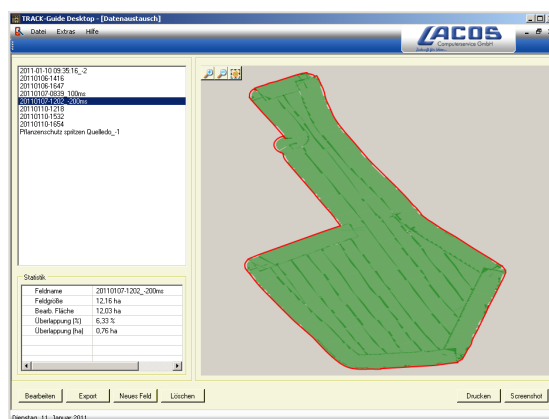 TRACK-Guide Desktop - [Datenaustausch]
Datei Extras Hilfe
LACOS
Computerservice GmbH
2011-01-10 09:35:16_-2
20110106-1416
20110106-1647
20110107-0839_100ms
20110107-1202_-200ms
20110110-1218
20110110-1532
20110110-1654
Pflanzenschutz spritzen Quelledo_-1
Statistik
Feldname 20110107-1202_-200ms
Feldgröße 12,16 ha
Bearb. Fläche 12,03 ha
Überlappung (%) 6,33 %
Überlappung (ha) 0,76 ha
Bearbeiten Export Neues Feld Löschen Drucken Screenshot
Dienstag, 11. Januar 2011